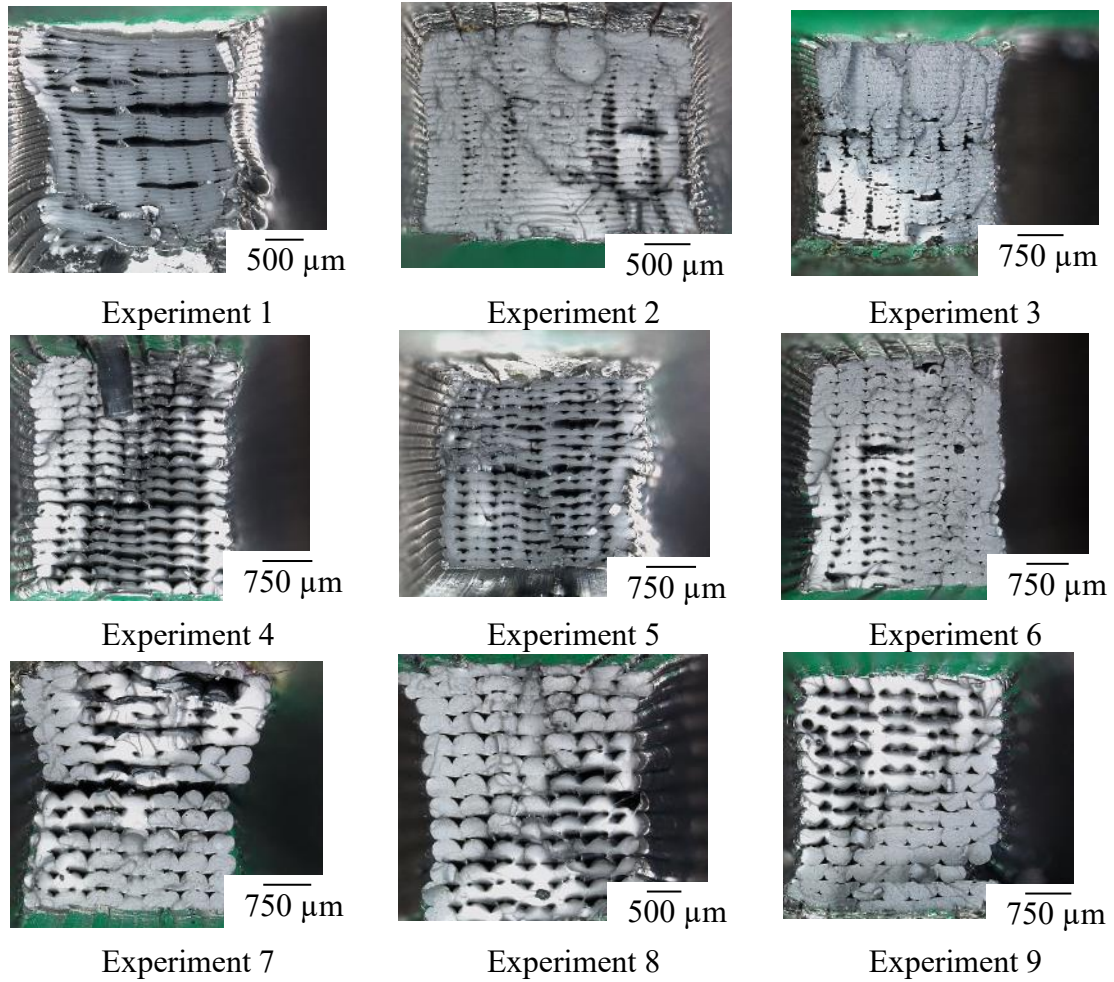 500 µm
500 µm
750 µm
Experiment 1
Experiment 2
Experiment 3
750 µm
750 µm
750 µm
Experiment 4
Experiment 5
Experiment 6
750 µm
500 µm
750 µm
Experiment 7
Experiment 8
Experiment 9